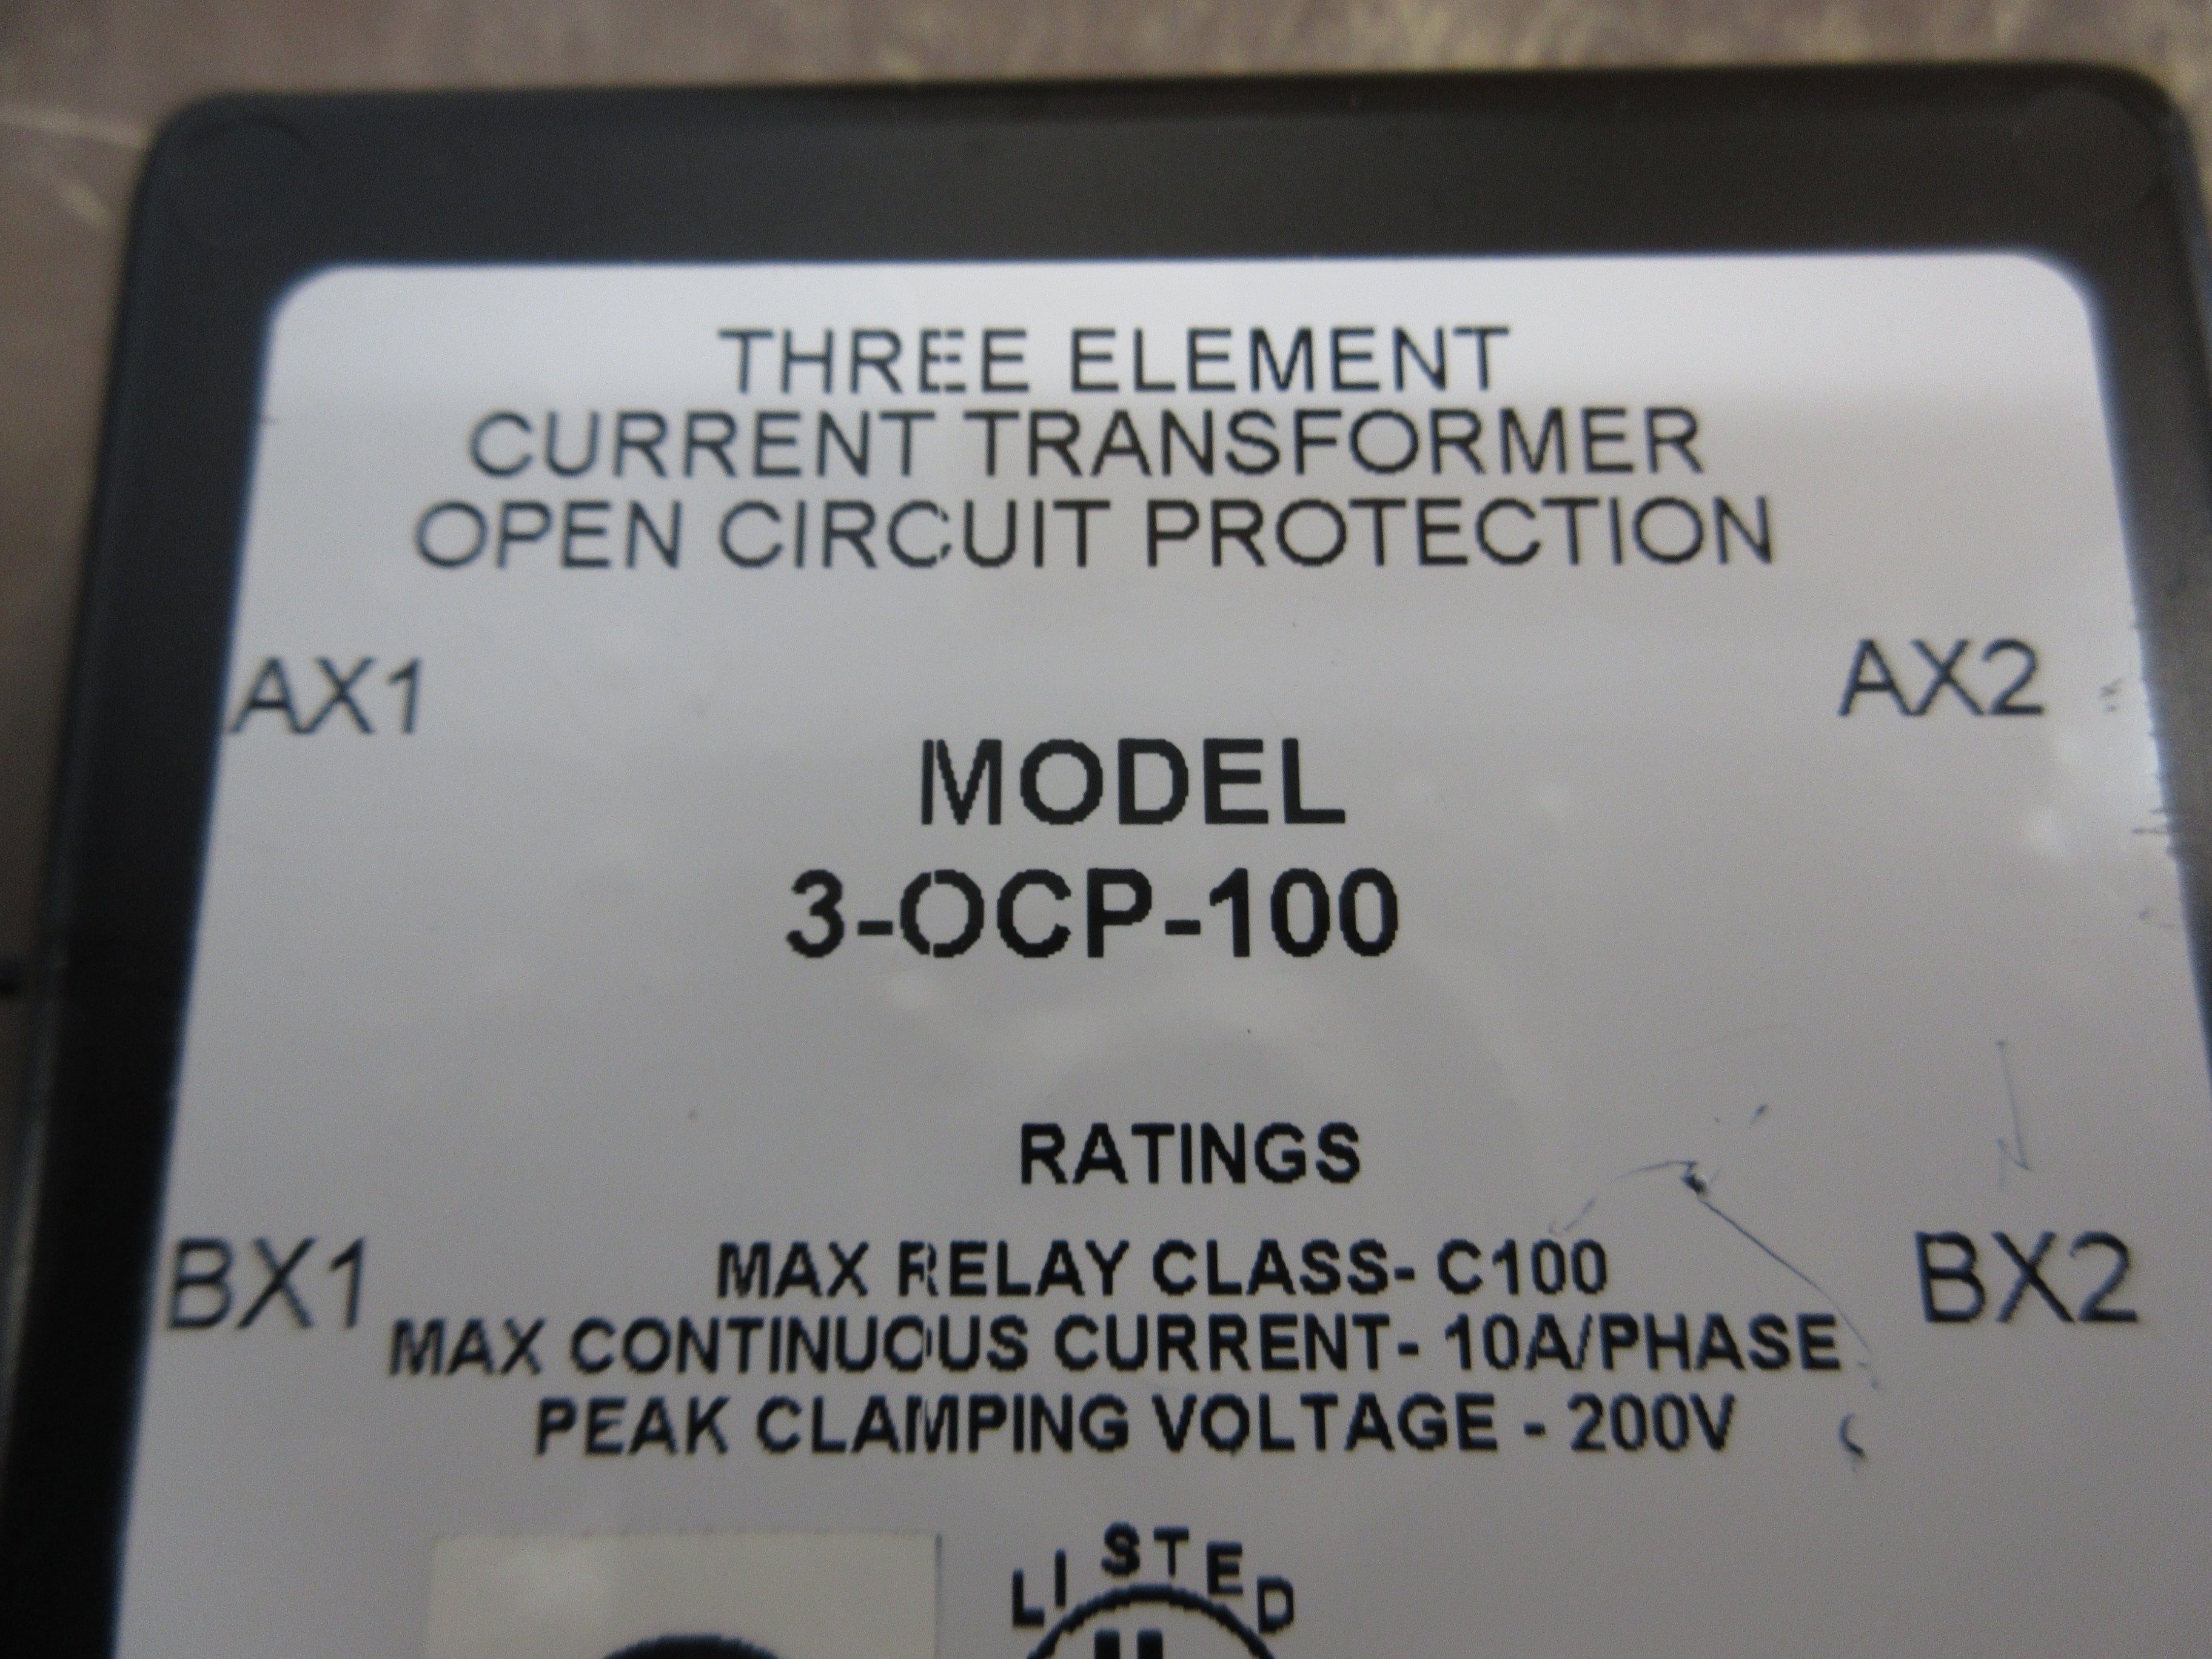 THREE ELEMENT
CURRENT TRANSFORMER
OPEN CIRCUIT PROTECTION
AX1
AX2
MODEL
3-OCP-100
RATINGS
BX1
BX2
MAX RELAY CLASS- C100
MAX CONTINUOUS CURRENT- 10A/PHASE
PEAK CLAMPING VOLTAGE - 200V
LISTED